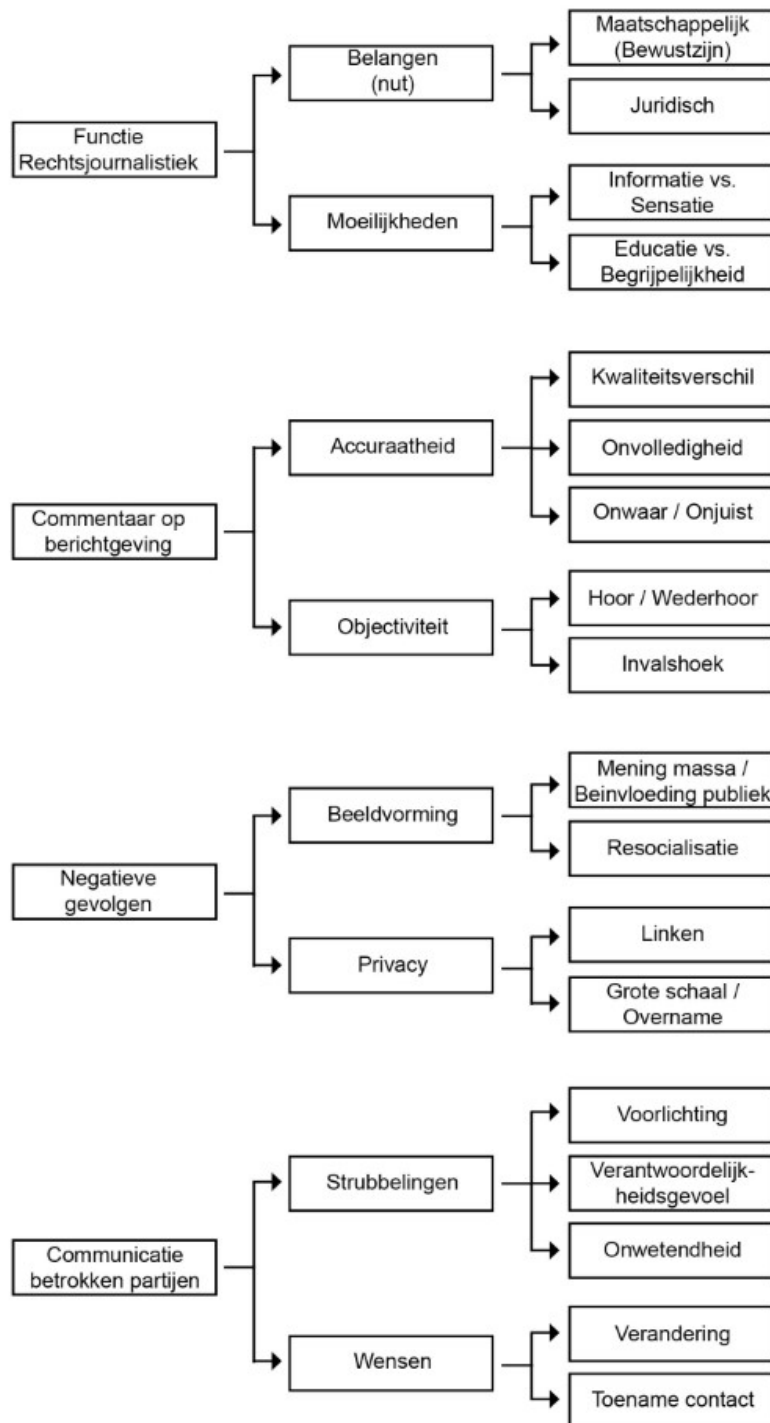 Functie
Rechtsjournalistiek
Belangen
(nut)
Maatschappelijk
(Bewustzijn)
Juridisch
Moeilijkheden
Informatie vs.
Sensatie
Educatie vs.
Begrijpelijkheid
Commentaar op
berichtgeving
Accuraatheid
Kwaliteitsverschil
Onvolledigheid
Onwaar / Onjuist
Objectiviteit
Hoor / Wederhoor
Invalshoek
Negatieve
gevolgen
Beeldvorming
Mening massa /
Beinvloeding publiek
Resocialisatie
Privacy
Linken
Grote schaal /
Overname
Communicatie
betrokken partijen
Strubbelingen
Voorlichting
Verantwoordelijk-
heidsgevoel
Onwetendheid
Wensen
Verandering
Toename contact